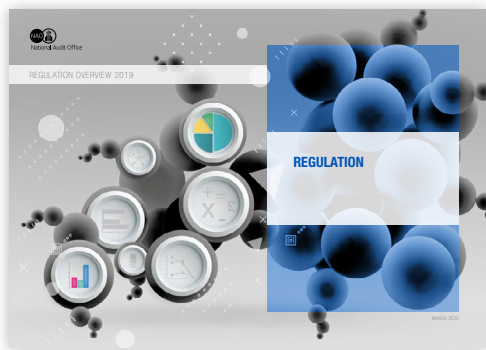 NAO
National Audit Office
REGULATION OVERVIEW 2019
REGULATION
MARCH 2020